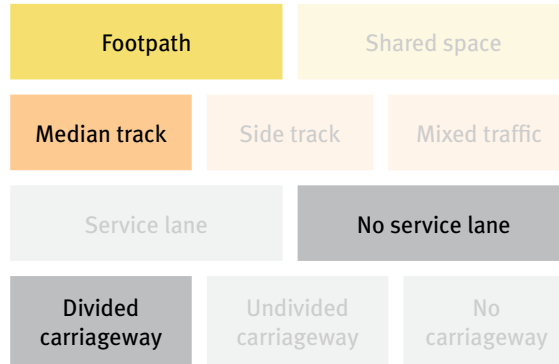 Footpath Shared space
Median track Side track Mixed traffic
Service lane No service lane
Divided Undivided No
carriageway carriageway carriageway